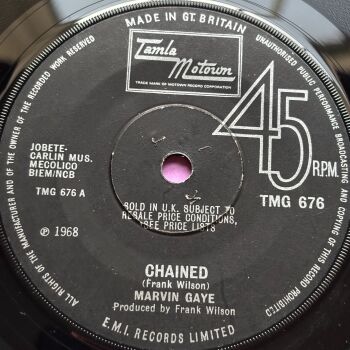 MADE IN GT. BRITAIN
UNAUTHORISED PUBLIC PERFORMANCE, BROADCASTING AND COPYING OF THIS RECORD PROHIBITED.
ALL RIGHTS OF THE MANUFACTURER AND OF THE OWNER OF THE RECORDED WORK RESERVED
Tamla
Motown
TRADE MARK OF MOTOWN RECORD CORPORATION
45
R.P.M.
JOBETE-
CARLIN MUS.
MECOLICO
BIEM/NCB
TMG 676 A
TMG 676
SOLD IN U.K. SUBJECT TO
RESALE PRICE CONDITIONS,
SEE PRICE LISTS
℗ 1968
CHAINED
(Frank Wilson)
MARVIN GAYE
Produced by Frank Wilson
E.M.I. RECORDS LIMITED